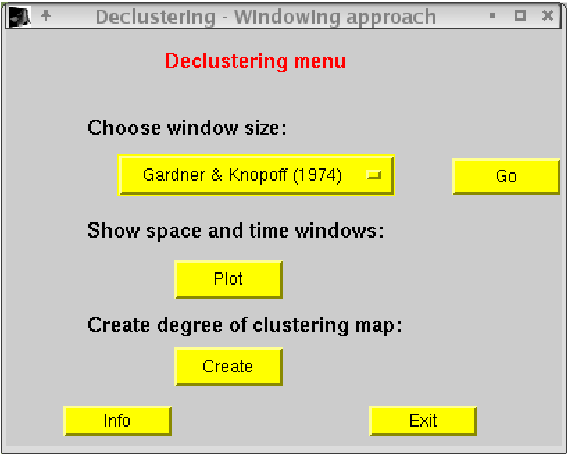 Declustering - Windowing approach
Declustering menu
Choose window size:
Gardner & Knopoff (1974)
Go
Show space and time windows:
Plot
Create degree of clustering map:
Create
Info
Exit